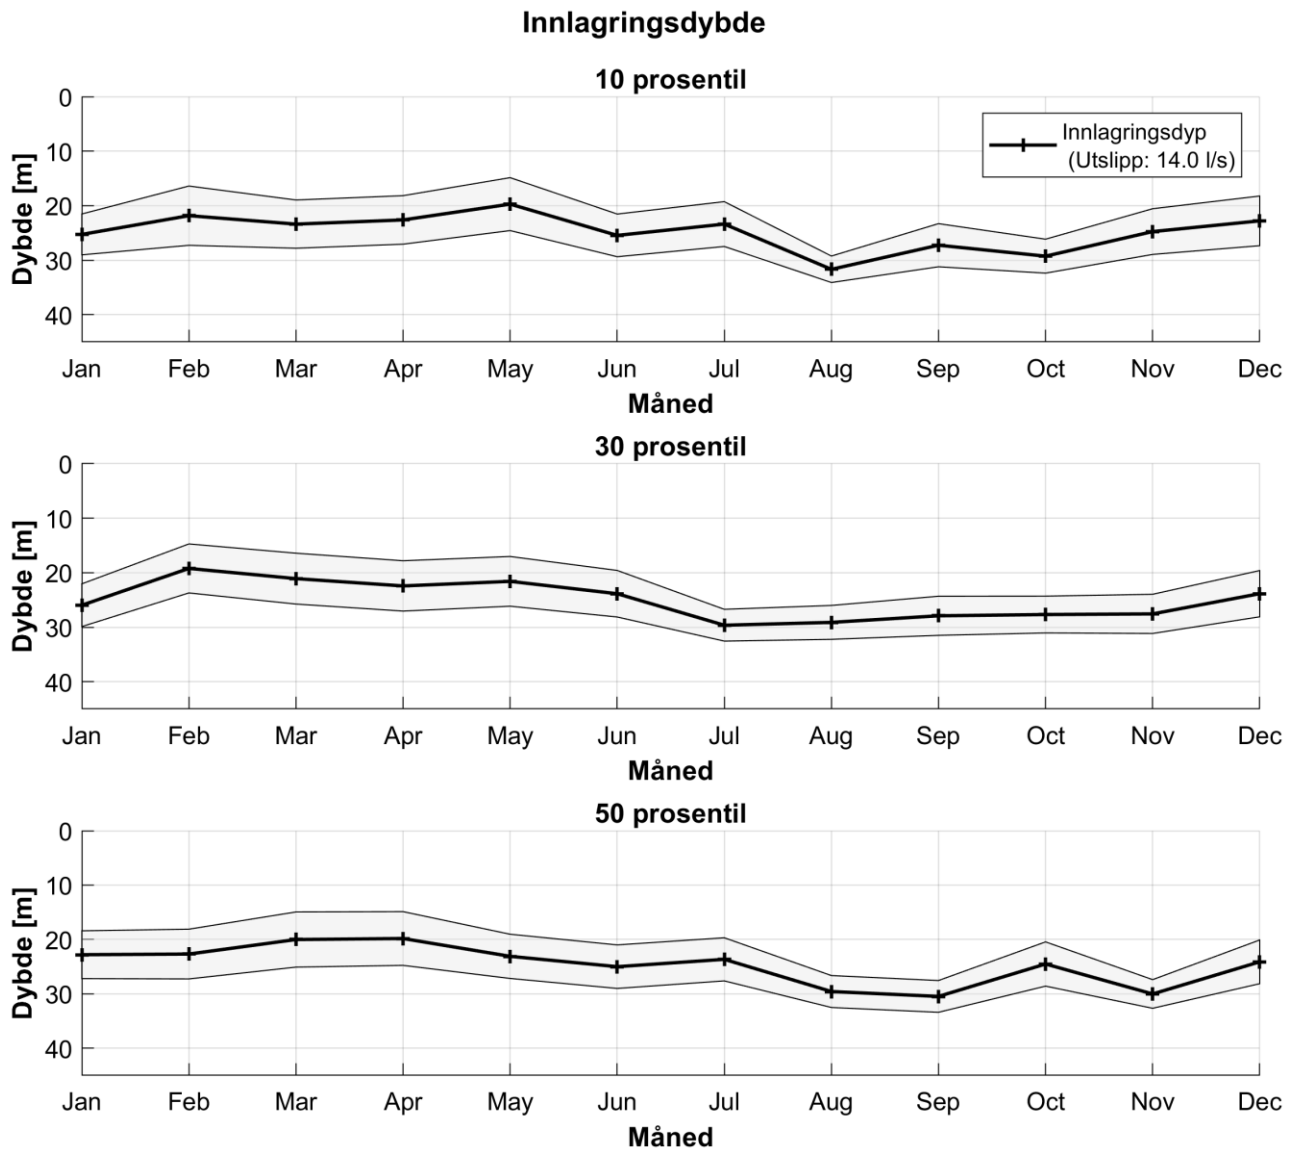 Innlagringsdybde
10 prosentil
Innlagringsdyp
(Utslipp: 14.0 l/s)
Dybde [m]
0
10
20
30
40
Jan Feb Mar Apr May Jun Jul Aug Sep Oct Nov Dec
Måned
30 prosentil
Dybde [m]
0
10
20
30
40
Jan Feb Mar Apr May Jun Jul Aug Sep Oct Nov Dec
Måned
50 prosentil
Dybde [m]
0
10
20
30
40
Jan Feb Mar Apr May Jun Jul Aug Sep Oct Nov Dec
Måned